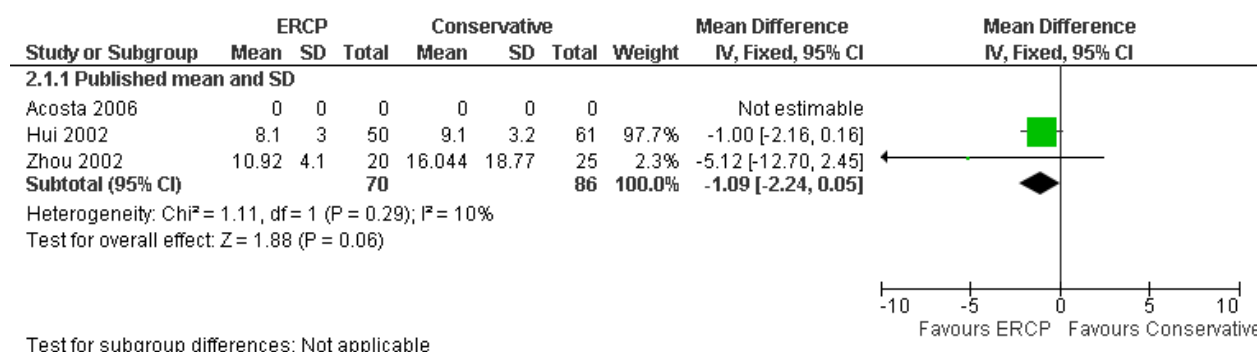 ERCP Conservative Mean Difference Mean Difference
Study or Subgroup Mean SD Total Mean SD Total Weight IV, Fixed, 95% CI IV, Fixed, 95% CI
2.1.1 Published mean and SD
Acosta 2006 0 0 0 0 0 0 Not estimable
Hui 2002 8.1 3 50 9.1 3.2 61 97.7% -1.00 [-2.16, 0.16]
Zhou 2002 10.92 4.1 20 16.044 18.77 25 2.3% -5.12 [-12.70, 2.45]
Subtotal (95% CI) 70 86 100.0% -1.09 [-2.24, 0.05]
Heterogeneity: Chi² = 1.11, df = 1 (P = 0.29); I² = 10%
Test for overall effect: Z = 1.88 (P = 0.06)
-10 -5 0 5 10
Favours ERCP Favours Conservative
Test for subgroup differences: Not applicable